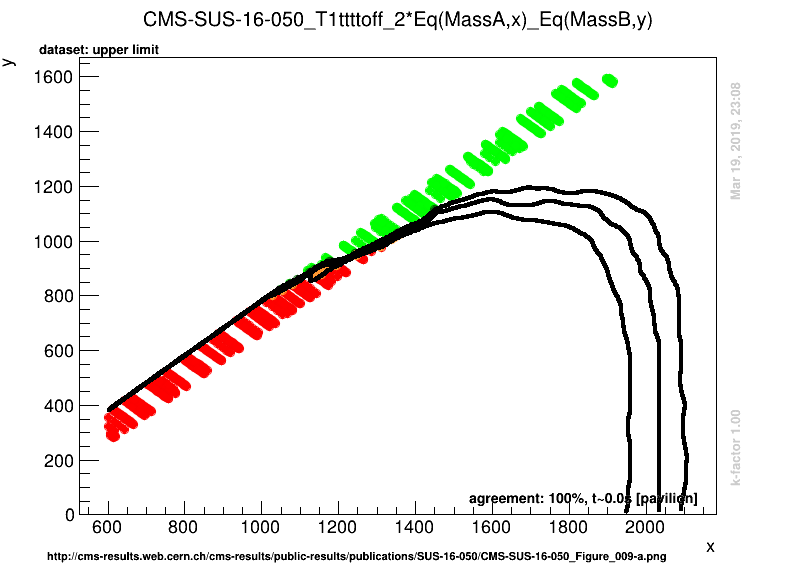 CMS-SUS-16-050_T1ttttoff_2*Eq(MassA,x)_Eq(MassB,y)
dataset: upper limit
y
1600
1400
1200
1000
800
600
400
200
0
600
800
1000
1200
1400
1600
1800
2000
x
Mar 19, 2019, 23:08
k-factor 1.00
agreement: 100%, t~0.0s [pavilion]
http://cms-results.web.cern.ch/cms-results/public-results/publications/SUS-16-050/CMS-SUS-16-050_Figure_009-a.png